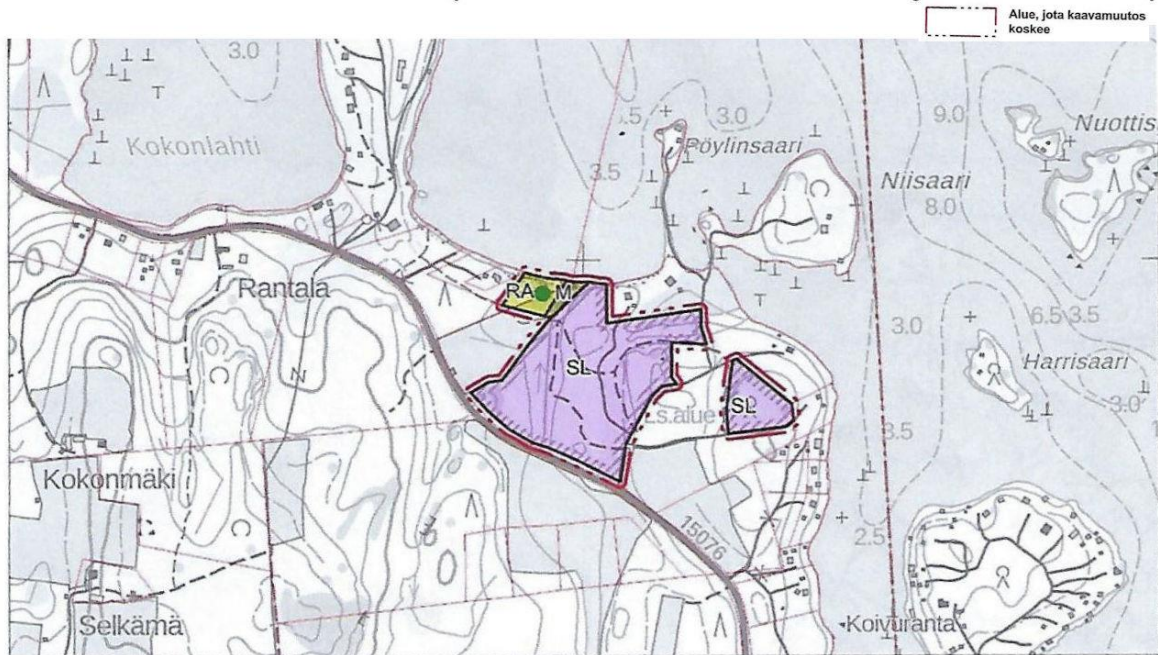 Alue, jota kaavamuutos
koskee
3.0
Kokonlahti
.5
3.0
3.5
Pöylinsaari
9.0
Nuottis
Niisaari
8.0
Rantala
RA M
3.0
6.5
3.5
Harrisaari
SL
SL
Ls.alue
3.0
3.5
Kokonmäki
15076
2.5
Selkämä
Koivuranta